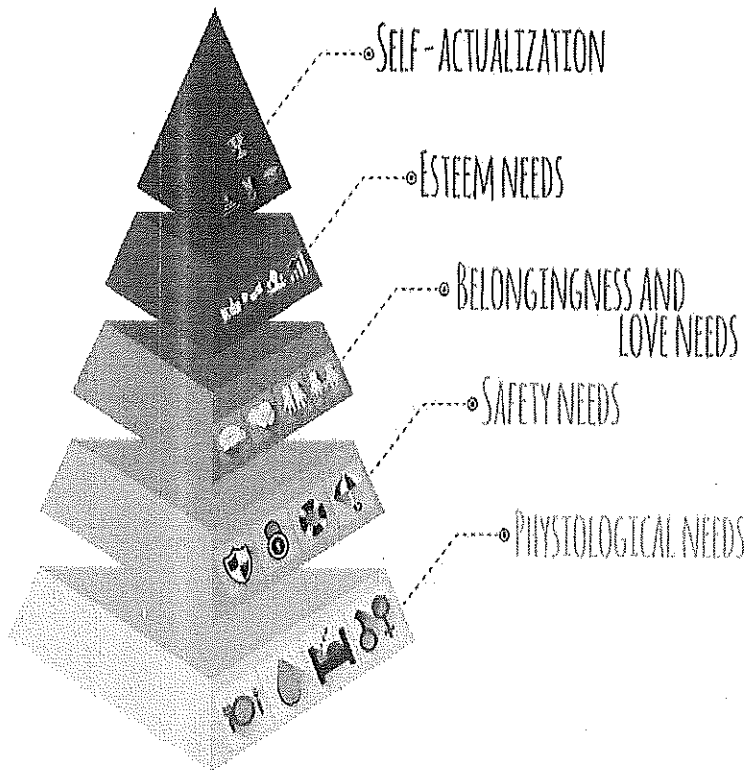 SELF-ACTUALIZATION
ESTEEM NEEDS
BELONGINGNESS AND
LOVE NEEDS
SAFETY NEEDS
PHYSIOLOGICAL NEEDS